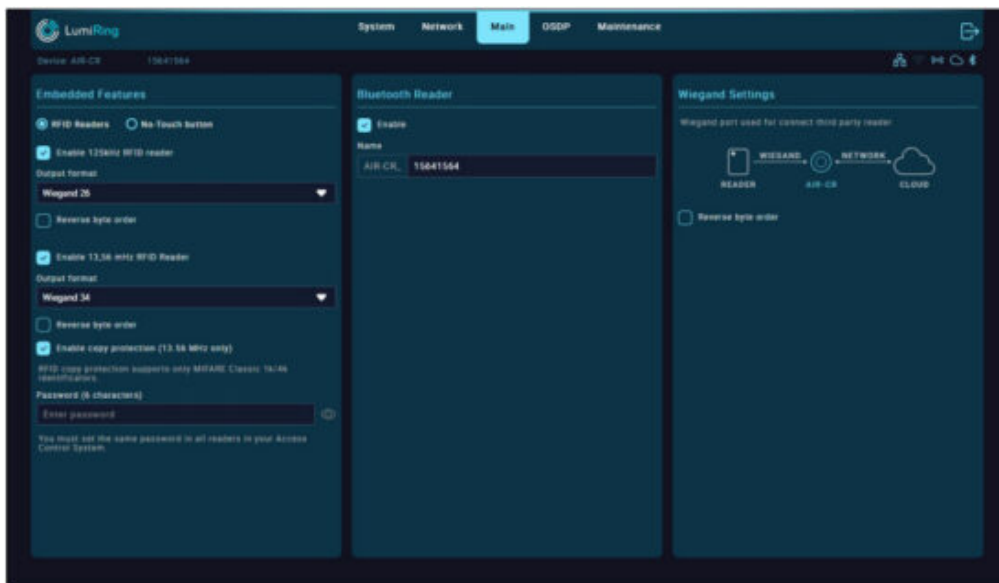 LumiRing
System Network Main OSDP Maintenance
Device: AIR-CR 15641564
Embedded Features
RFID Readers No-Touch button
Enable 125kHz RFID reader
Output format
Wiegand 26
Reverse byte order
Enable 13,56 mHz RFID Reader
Output format
Wiegand 34
Reverse byte order
Enable copy protection (13.56 MHz only)
RFID copy protection supports only MIFARE Classic 1k/4k
identificators.
Password (6 characters)
Enter password
You must set the same password in all readers in your Access
Control System.
Bluetooth Reader
Enable
Name
AIR-CR_ 15641564
Wiegand Settings
Wiegand port used for connect third party reader
WIEGAND NETWORK
READER AIR-CR CLOUD
Reverse byte order